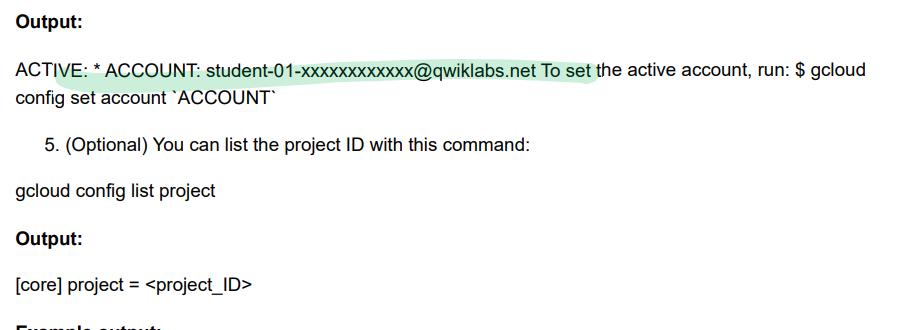 Output:
ACTIVE: * ACCOUNT: student-01-xxxxxxxxxxxx@qwiklabs.net To set the active account, run: $ gcloud
config set account `ACCOUNT`
5. (Optional) You can list the project ID with this command:
gcloud config list project
Output:
[core] project = <project_ID>
Example output: